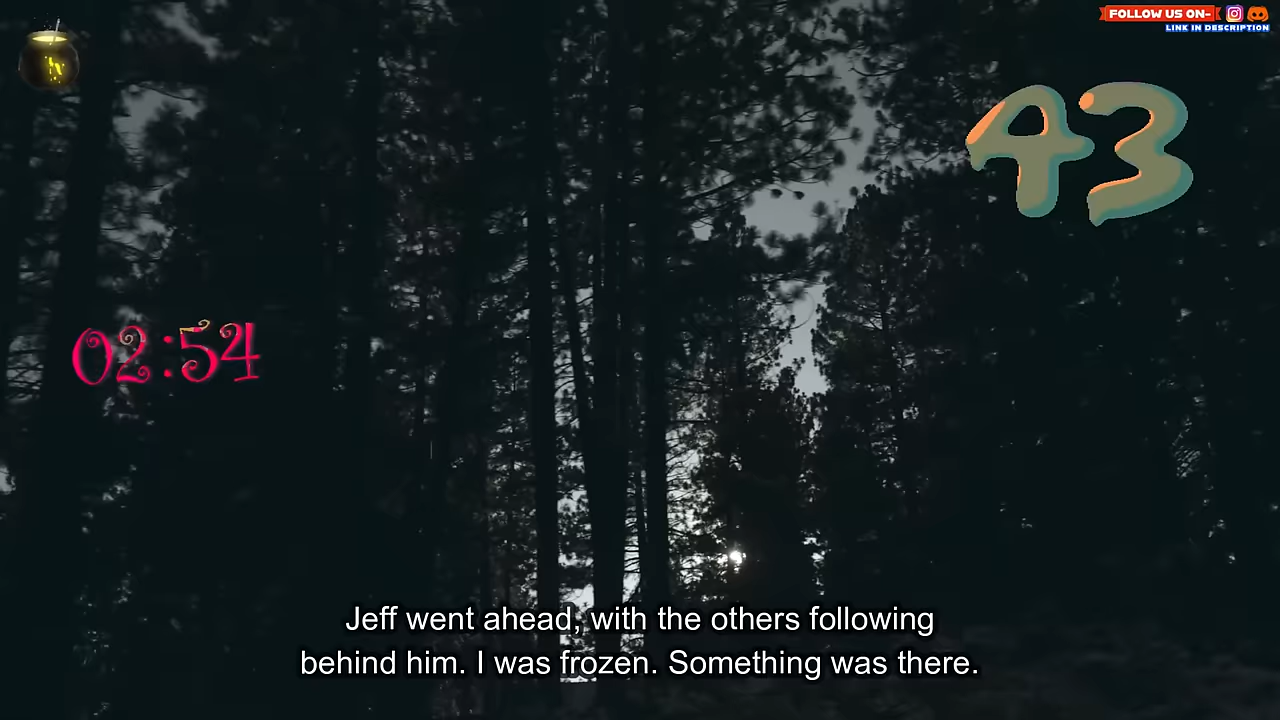 FOLLOW US ON-
LINK IN DESCRIPTION
43
02:54
Jeff went ahead, with the others following
behind him. I was frozen. Something was there.